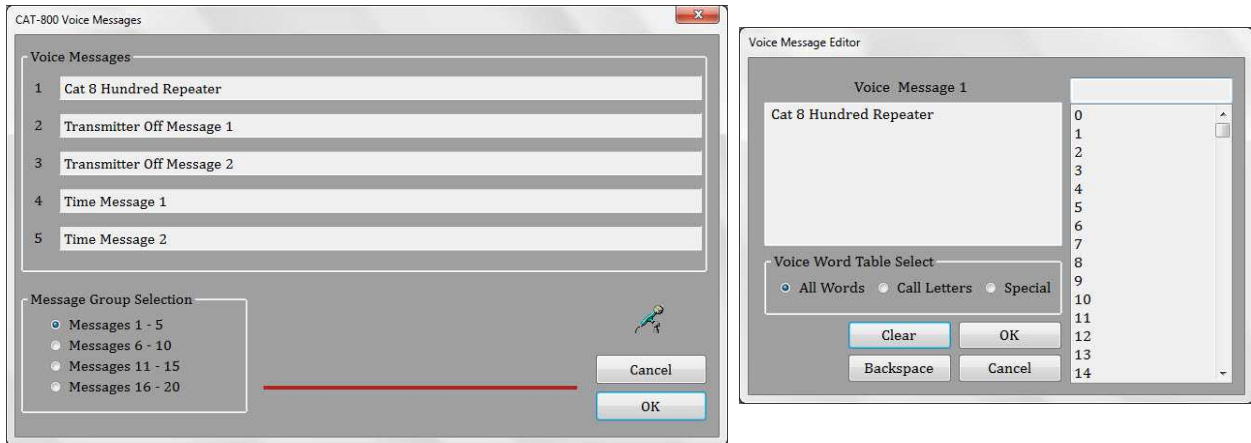 CAT-800 Voice Messages
Voice Messages
1 Cat 8 Hundred Repeater
2 Transmitter Off Message 1
3 Transmitter Off Message 2
4 Time Message 1
5 Time Message 2
Message Group Selection
Messages 1 - 5
Messages 6 - 10
Messages 11 - 15
Messages 16 - 20
Cancel
OK
Voice Message Editor
Voice Message 1
Cat 8 Hundred Repeater
Voice Word Table Select
All Words Call Letters Special
Clear OK
Backspace Cancel
0
1
2
3
4
5
6
7
8
9
10
11
12
13
14